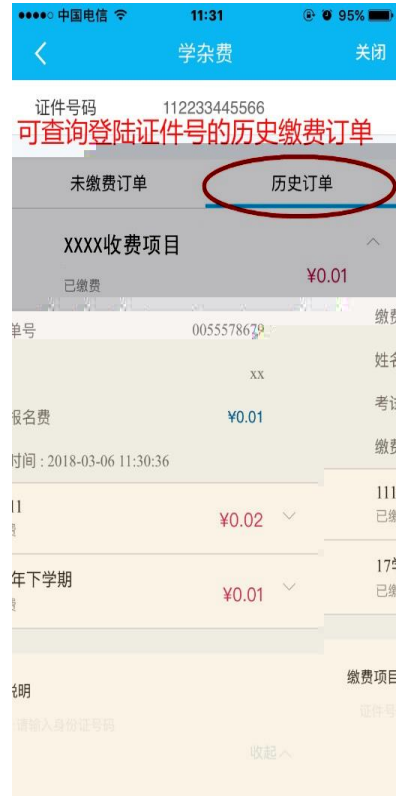 中国电信 11:31 95%
学杂费 关闭
证件号码 112233445566
可查询登陆证件号的历史缴费订单
未缴费订单 历史订单
XXXX收费项目
已缴费 ¥0.01
单号 0055578679 缴费
xx 姓名
报名费 ¥0.01 考试
时间 : 2018-03-06 11:30:36 缴费
11 ¥0.02 111
费 已缴
年下学期 ¥0.01 17学
费 已缴
说明 缴费项目
请输入身份证号码 证件号
收起